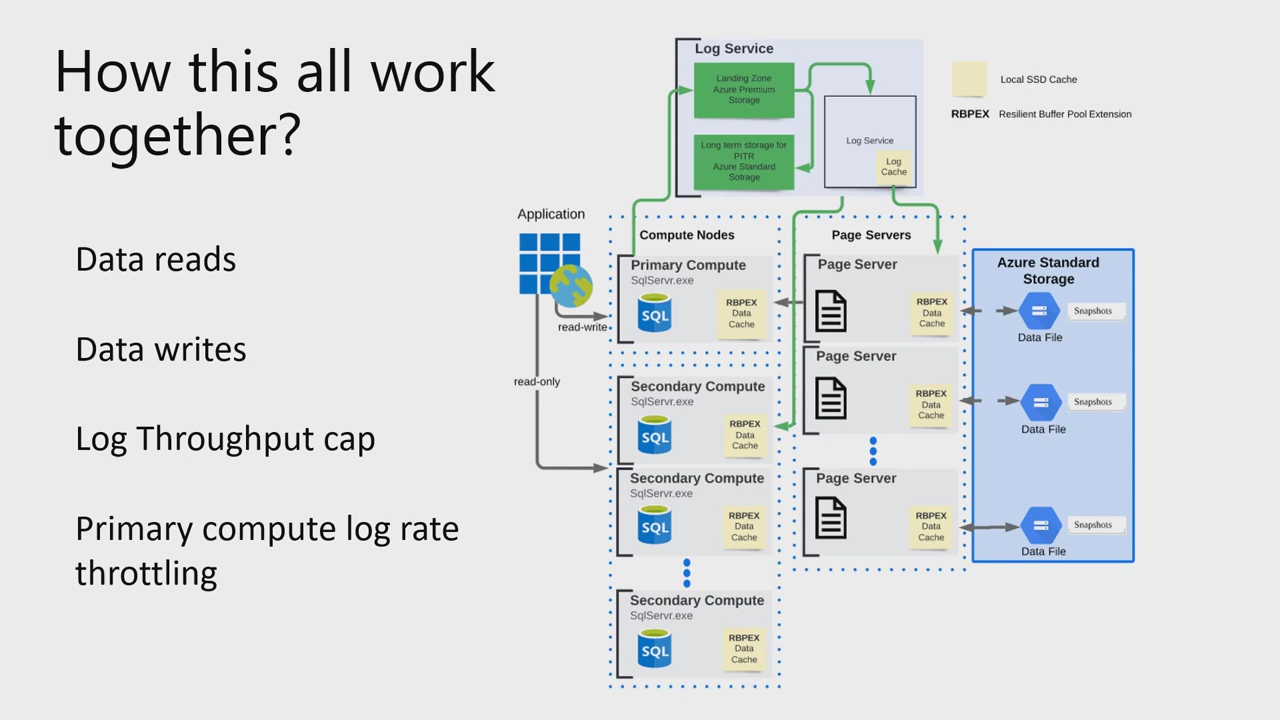 How this all work
together?
Data reads
Data writes
Log Throughput cap
Primary compute log rate
throttling
Log Service
Landing Zone
Azure Premium
Storage
Long term storage for
PITR
Azure Standard
Sotrage
Log Service
Log
Cache
Local SSD Cache
RBPEX Resilient Buffer Pool Extension
Application
read-write
read-only
Compute Nodes
Primary Compute
SqlServr.exe
SQL
RBPEX
Data
Cache
Secondary Compute
SqlServr.exe
SQL
RBPEX
Data
Cache
Secondary Compute
SqlServr.exe
SQL
RBPEX
Data
Cache
Secondary Compute
SqlServr.exe
SQL
RBPEX
Data
Cache
Page Servers
Page Server
RBPEX
Data
Cache
Page Server
RBPEX
Data
Cache
Page Server
RBPEX
Data
Cache
Azure Standard
Storage
Snapshots
Data File
Snapshots
Data File
Snapshots
Data File